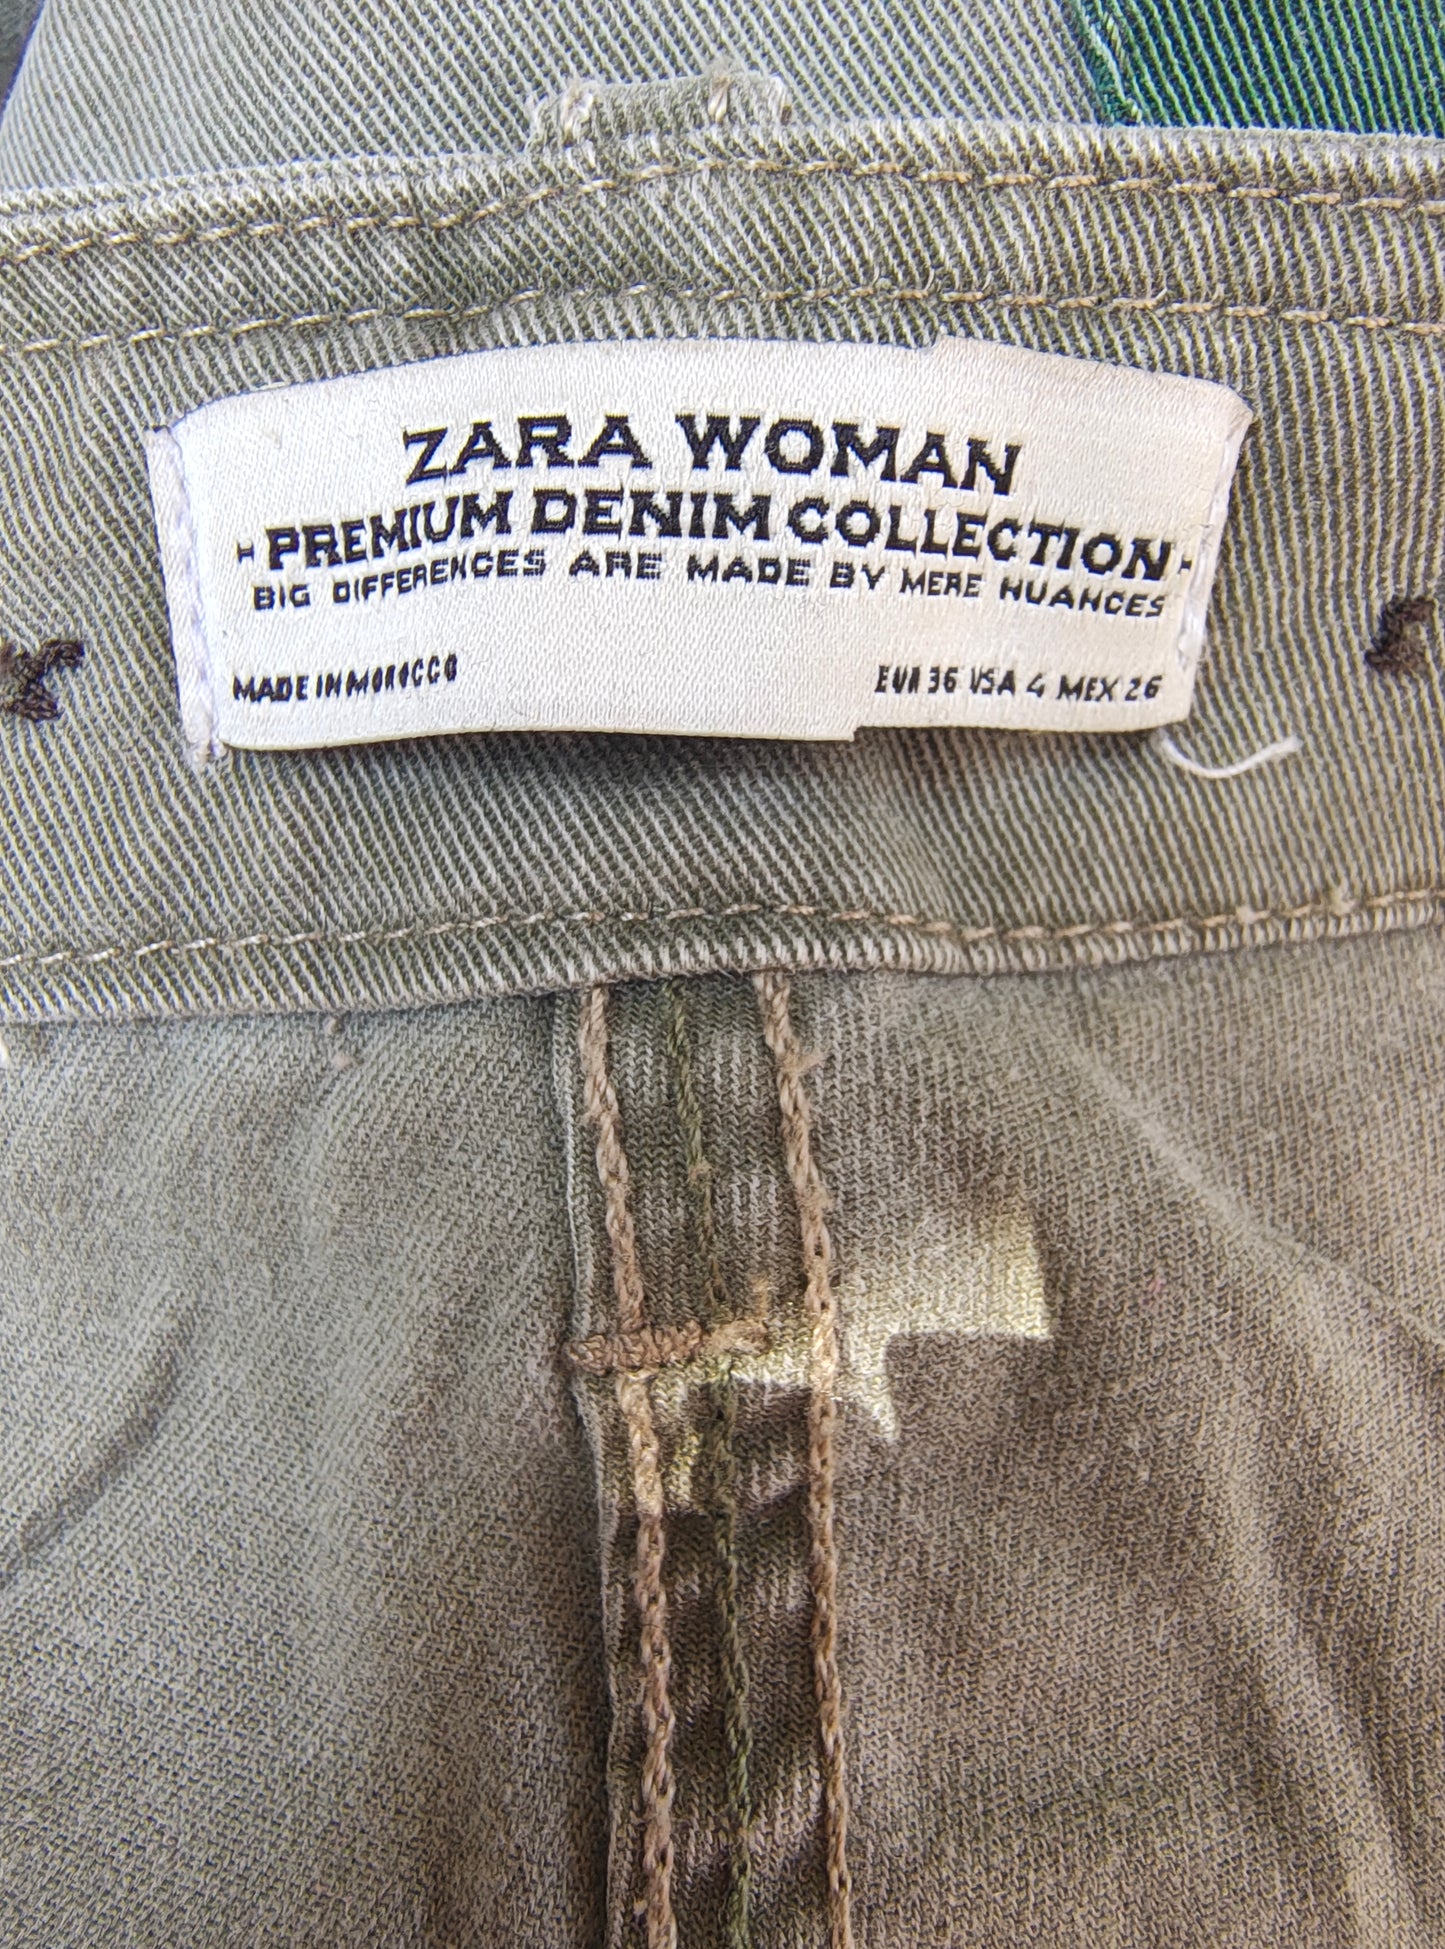 ZARA WOMAN
- PREMIUM DENIM COLLECTION -
BIG DIFFERENCES ARE MADE BY MERE NUANCES
MADE IN MOROCCO
EUR 36 USA 4 MEX 26